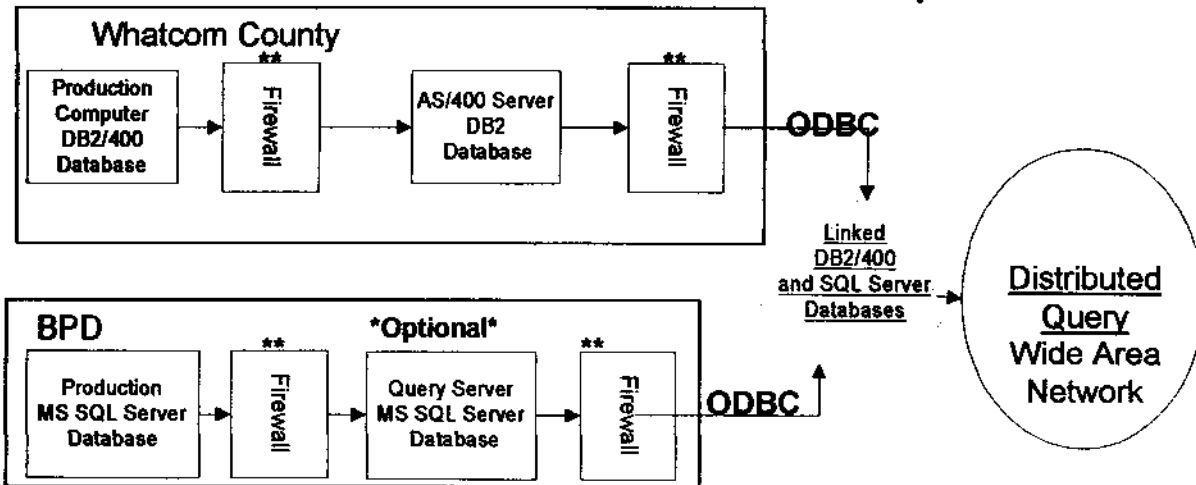 Whatcom County
Production
Computer
DB2/400
Database
**
Firewall
AS/400 Server
DB2
Database
**
Firewall
ODBC
Linked
DB2/400
and SQL Server
Databases
Distributed
Query
Wide Area
Network
BPD
*Optional*
Production
MS SQL Server
Database
**
Firewall
Query Server
MS SQL Server
Database
**
Firewall
ODBC